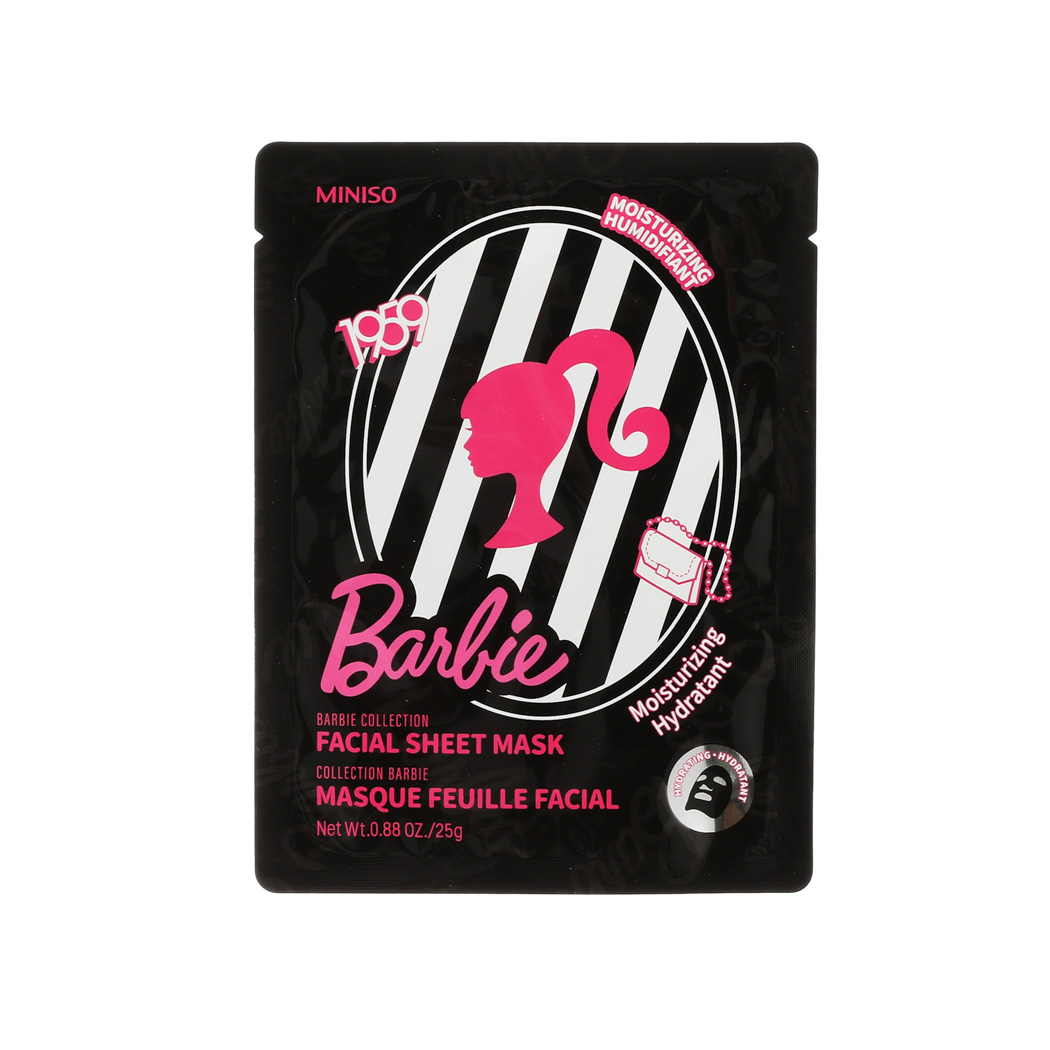 MINISO
MOISTURIZING
HUMIDIFIANT
1959
Barbie
Moisturizing
Hydratant
BARBIE COLLECTION
FACIAL SHEET MASK
COLLECTION BARBIE
MASQUE FEUILLE FACIAL
Net Wt.0.88 OZ./25g
HYDRATING • HYDRATANT